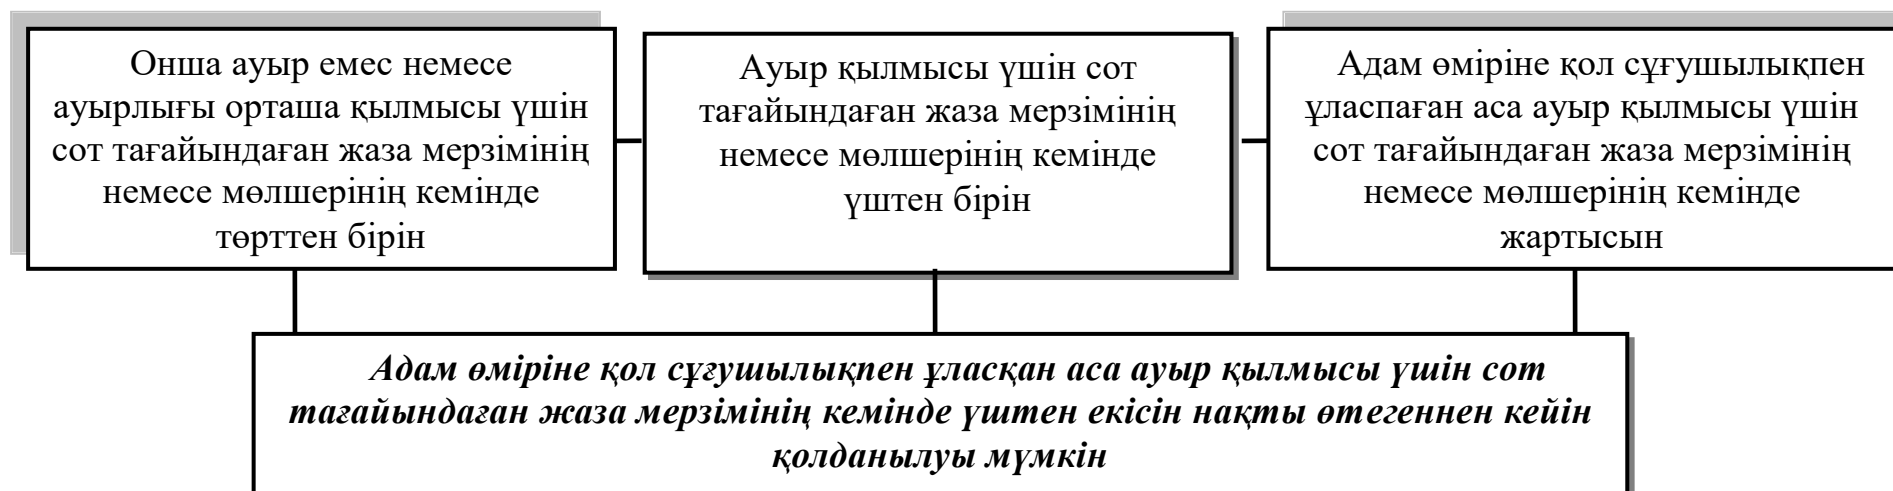 Онша ауыр емес немесе
ауырлығы орташа қылмысы үшін
сот тағайындаған жаза мерзімінің
немесе мөлшерінің кемінде
төрттен бірін
Ауыр қылмысы үшін сот
тағайындаған жаза мерзімінің
немесе мөлшерінің кемінде
үштен бірін
Адам өміріне қол сұғушылықпен
ұласпаған аса ауыр қылмысы үшін
сот тағайындаған жаза мерзімінің
немесе мөлшерінің кемінде
жартысын
Адам өміріне қол сұғушылықпен ұласқан аса ауыр қылмысы үшін сот
тағайындаған жаза мерзімінің кемінде үштен екісін нақты өтегеннен кейін
қолданылуы мүмкін